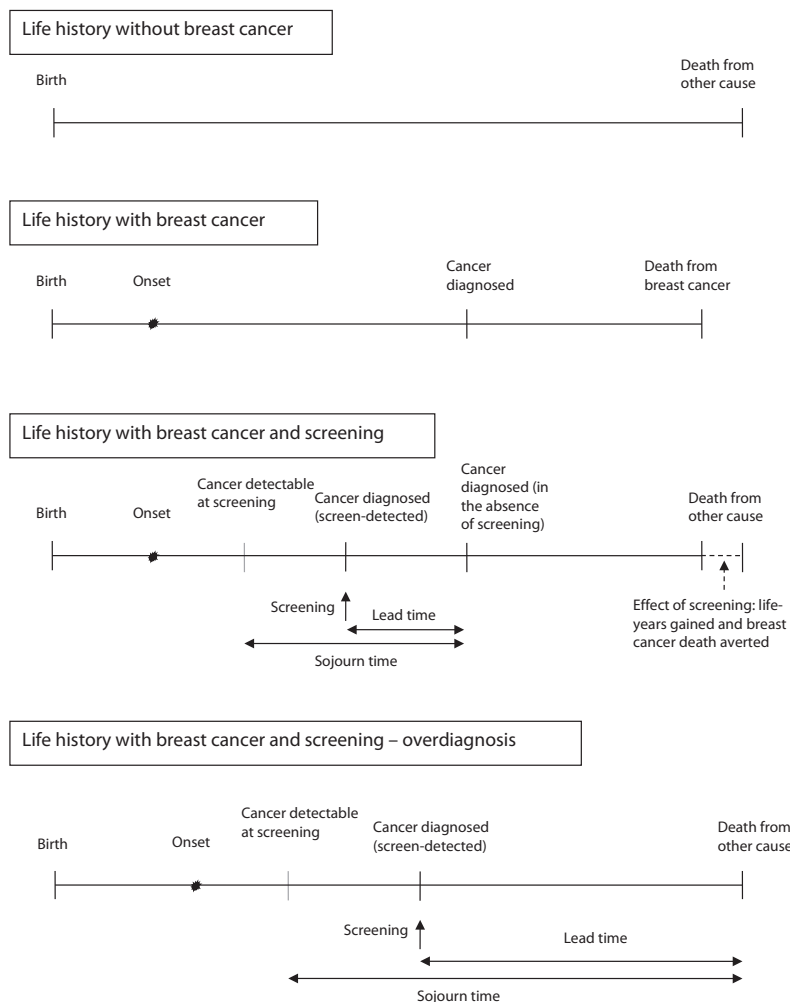 Life history without breast cancer
Birth
Death from
other cause
Life history with breast cancer
Birth
Onset
Cancer
diagnosed
Death from
breast cancer
Life history with breast cancer and screening
Birth
Onset
Cancer detectable
at screening
Cancer diagnosed
(screen-detected)
Cancer
diagnosed (in
the absence
of screening)
Death from
other cause
Screening
Lead time
Sojourn time
Effect of screening: life-
years gained and breast
cancer death averted
Life history with breast cancer and screening – overdiagnosis
Birth
Onset
Cancer detectable
at screening
Cancer diagnosed
(screen-detected)
Death from
other cause
Screening
Lead time
Sojourn time